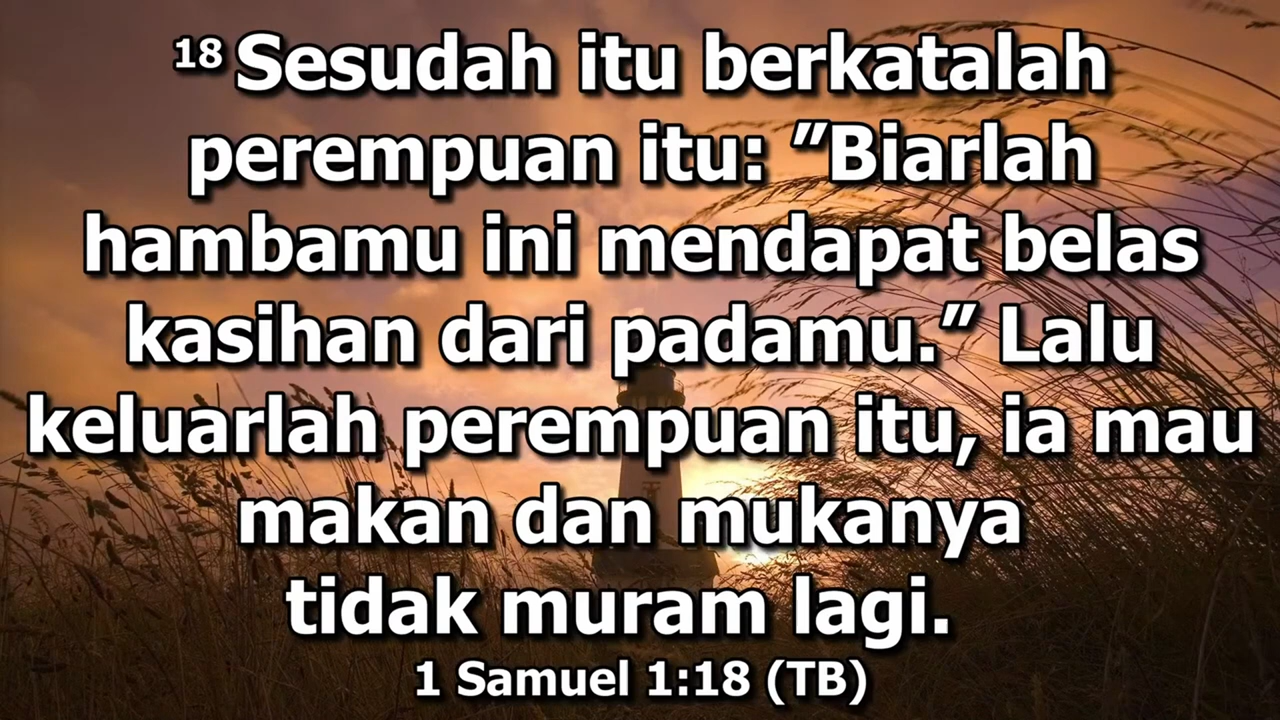 18 Sesudah itu berkatalah
perempuan itu: ”Biarlah
hambamu ini mendapat belas
kasihan dari padamu.” Lalu
keluarlah perempuan itu, ia mau
makan dan mukanya
tidak muram lagi.
1 Samuel 1:18 (TB)